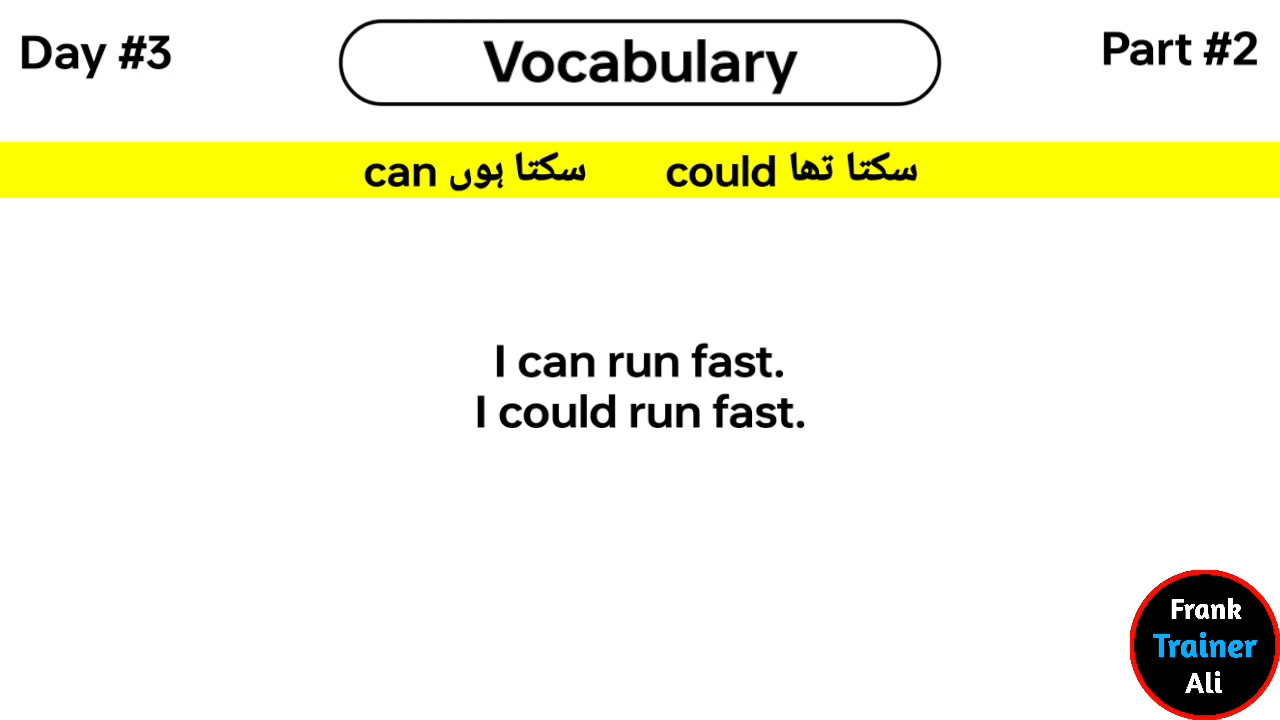 Day #3
Vocabulary
Part #2
can سکتا ہوں could سکتا تھا
I can run fast.
I could run fast.
Frank
Trainer
Ali